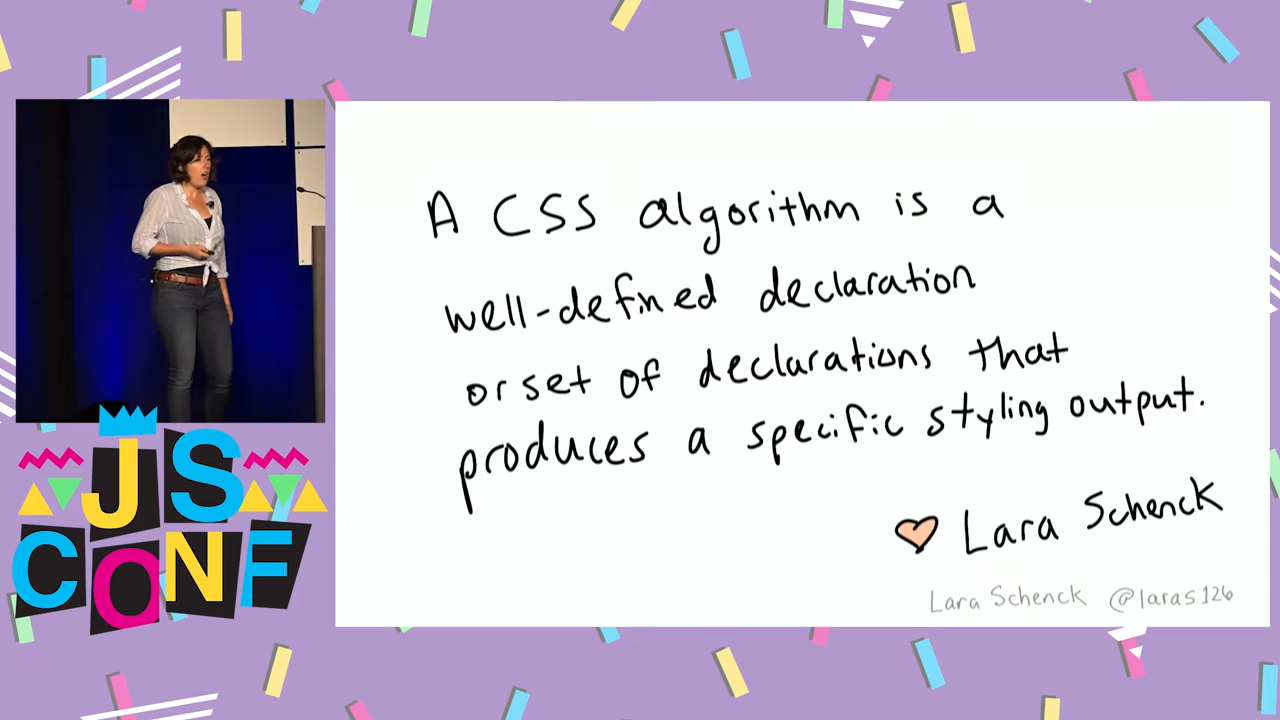 A CSS algorithm is a
well-defined declaration
or set of declarations that
produces a specific styling output.
Lara Schenck
Lara Schenck @laras126
JS
CONF